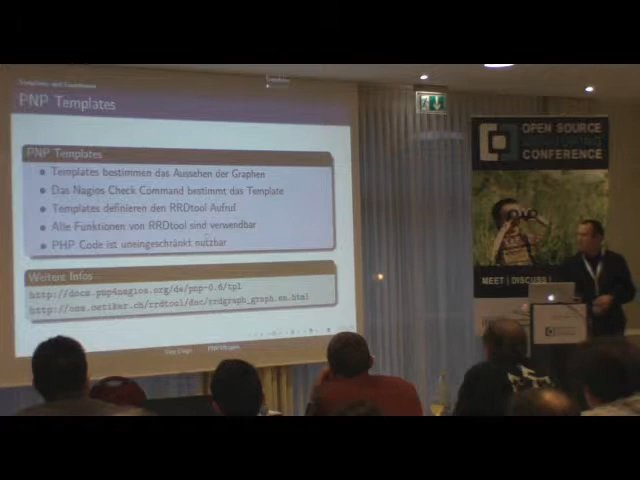 PNP Templates
PNP Templates
Templates bestimmen das Aussehen der Graphen
Das Nagios Check Command bestimmt das Template
Templates definieren den RRDtool Aufruf
Alle Funktionen von RRDtool sind verwendbar
PHP Code ist uneingeschränkt nutzbar
Weitere Infos
http://docs.pnp4nagios.org/de/pnp-0.6/tpl
http://oss.oetiker.ch/rrdtool/doc/rrdgraph_graph.en.html
OPEN SOURCE
MONITORING
CONFERENCE
MEET | DISCUSS |